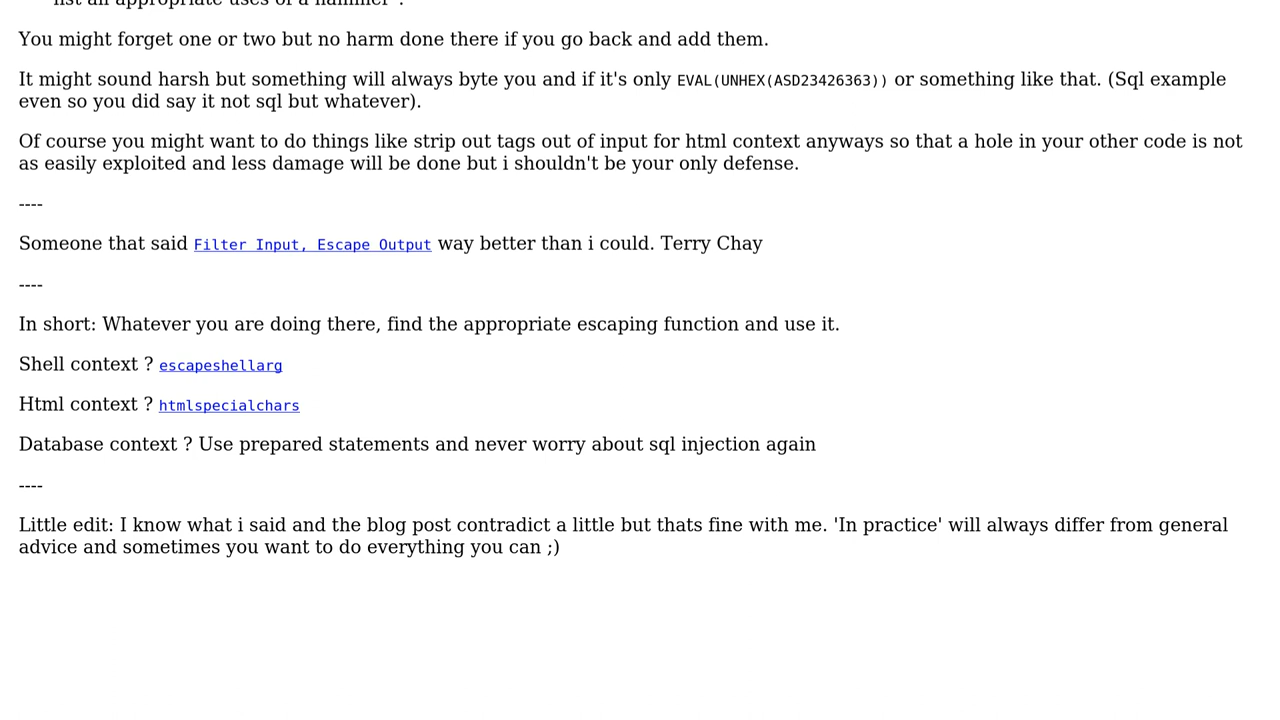 list all appropriate uses of a hammer".
You might forget one or two but no harm done there if you go back and add them.
It might sound harsh but something will always byte you and if it's only EVAL(UNHEX(ASD23426363)) or something like that. (Sql example
even so you did say it not sql but whatever).
Of course you might want to do things like strip out tags out of input for html context anyways so that a hole in your other code is not
as easily exploited and less damage will be done but i shouldn't be your only defense.
----
Someone that said Filter Input, Escape Output way better than i could. Terry Chay
----
In short: Whatever you are doing there, find the appropriate escaping function and use it.
Shell context ? escapeshellarg
Html context ? htmlspecialchars
Database context ? Use prepared statements and never worry about sql injection again
----
Little edit: I know what i said and the blog post contradict a little but thats fine with me. 'In practice' will always differ from general
advice and sometimes you want to do everything you can ;)